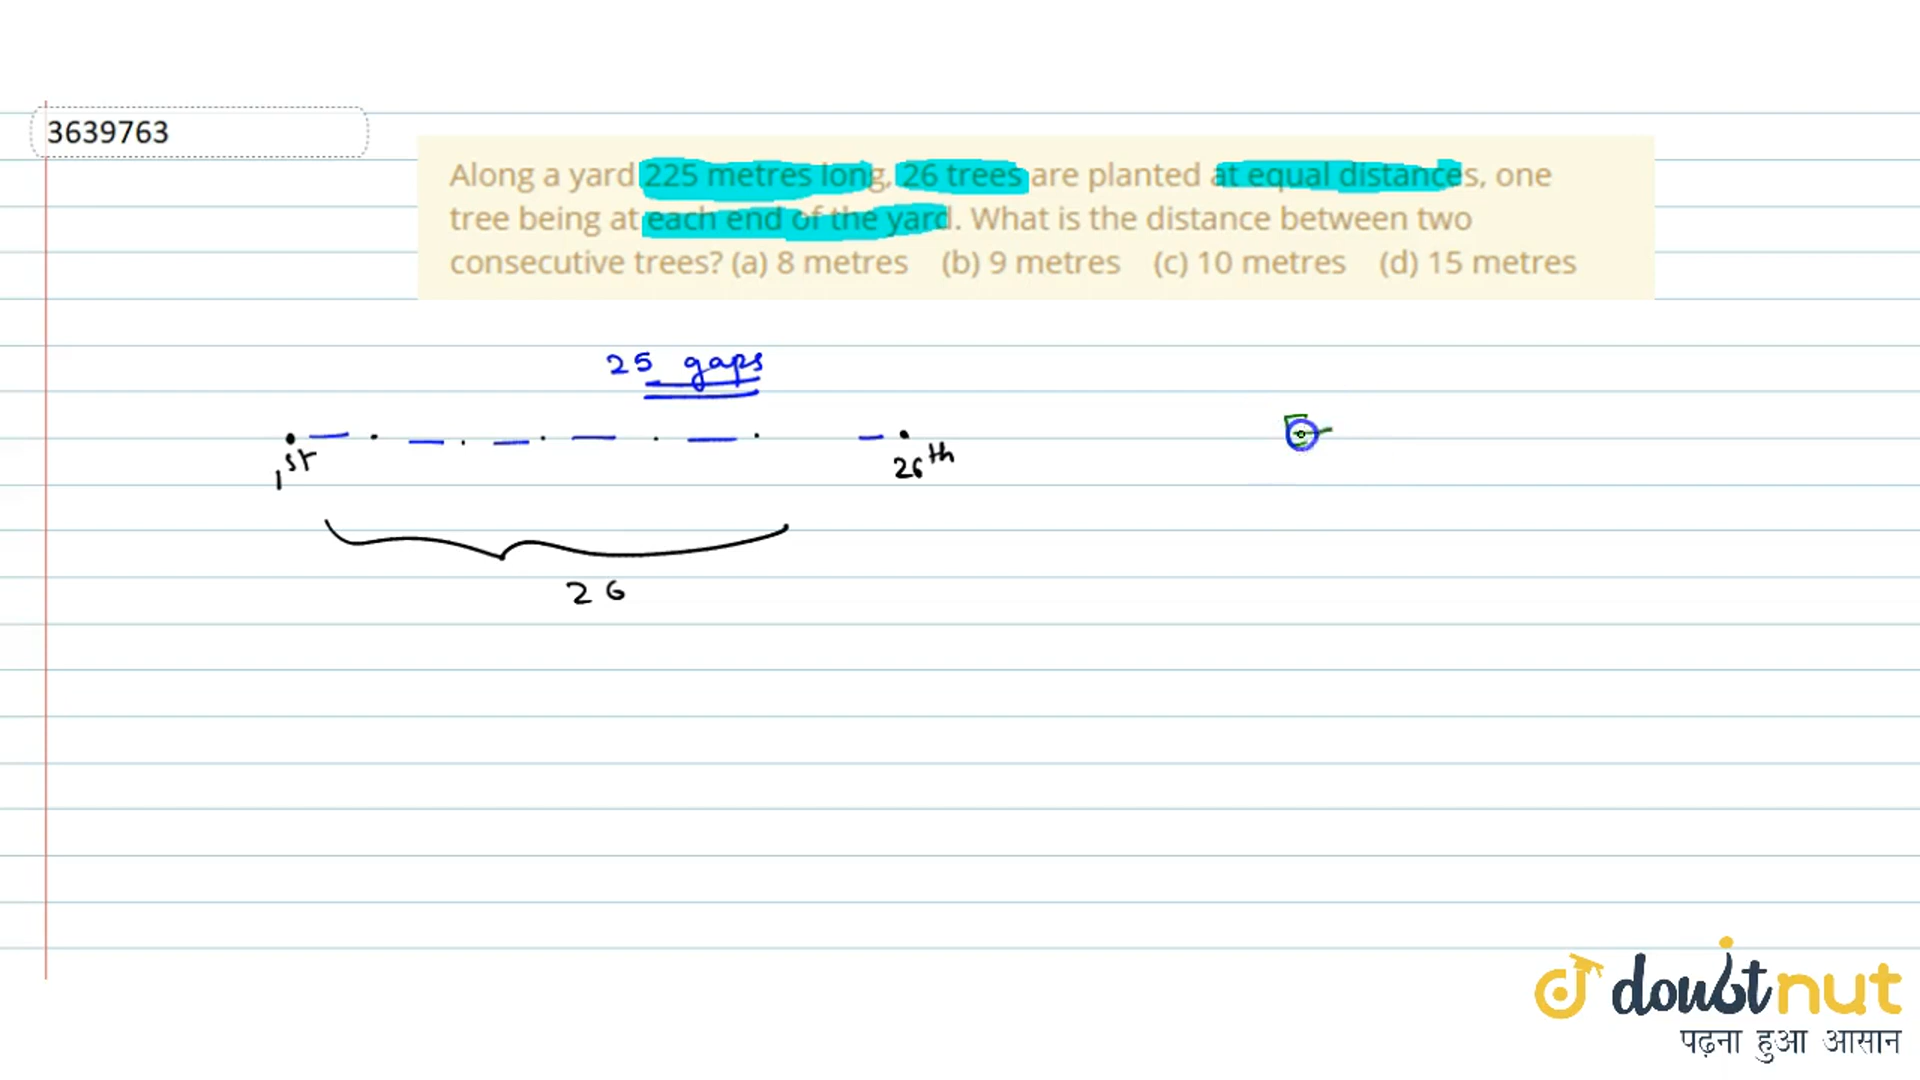 3639763
Along a yard 225 metres long, 26 trees are planted at equal distances, one
tree being at each end of the yard. What is the distance between two
consecutive trees? (a) 8 metres (b) 9 metres (c) 10 metres (d) 15 metres
25 gaps
1st
26th
26
doubtnut
पढ़ना हुआ आसान